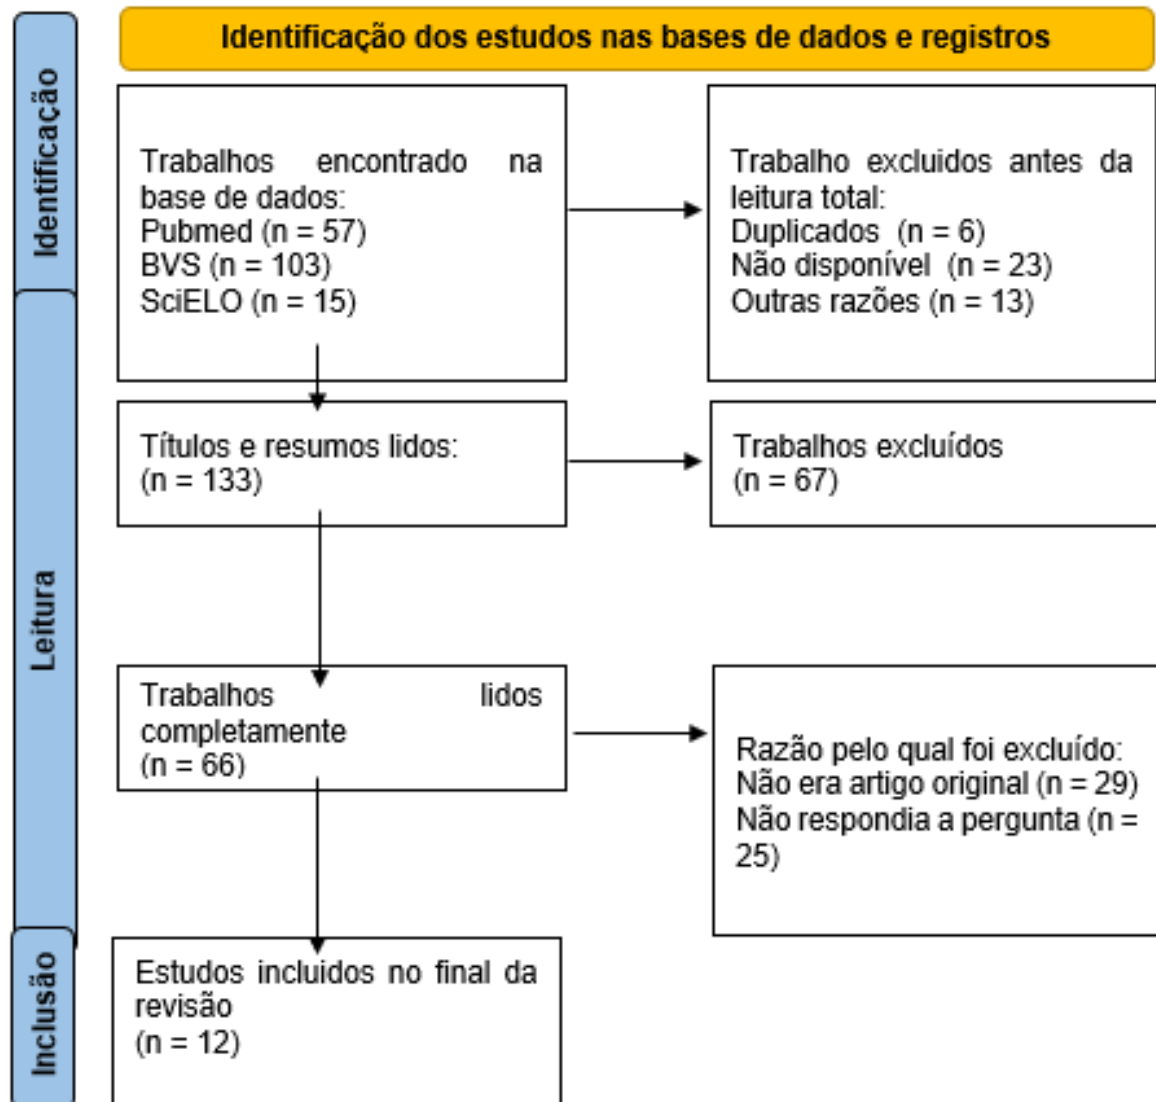 Identificação dos estudos nas bases de dados e registros
Identificação
Trabalhos encontrado na
base de dados:
Pubmed (n = 57)
BVS (n = 103)
SciELO (n = 15)
Trabalho excluidos antes da
leitura total:
Duplicados (n = 6)
Não disponível (n = 23)
Outras razões (n = 13)
Leitura
Títulos e resumos lidos:
(n = 133)
Trabalhos excluídos
(n = 67)
Trabalhos lidos
completamente
(n = 66)
Razão pelo qual foi excluído:
Não era artigo original (n = 29)
Não respondia a pergunta (n =
25)
Inclusão
Estudos incluidos no final da
revisão
(n = 12)